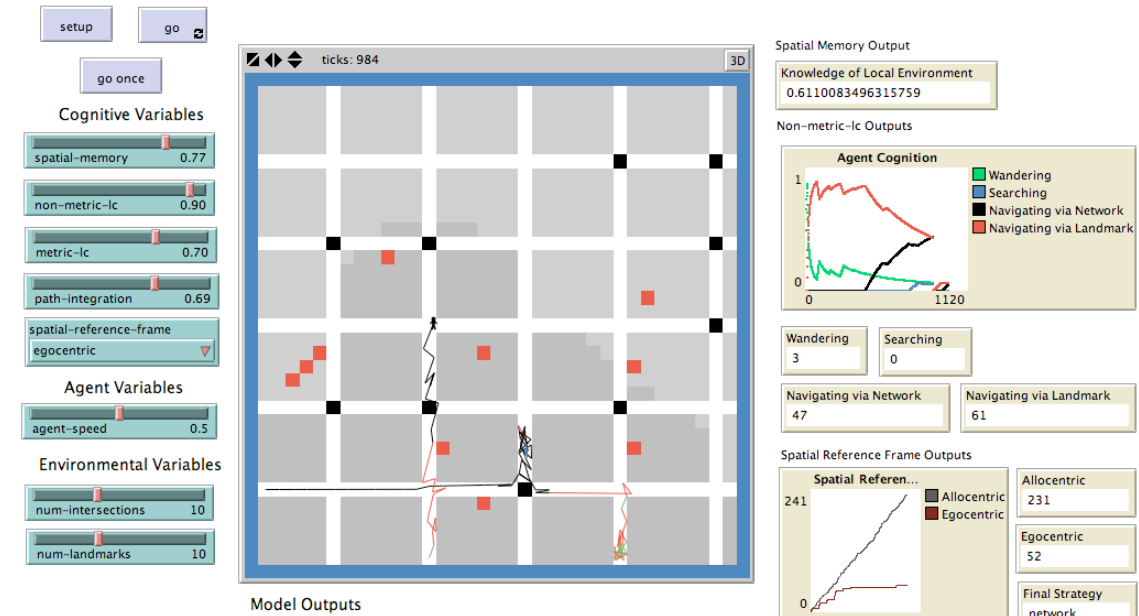 setup
go
go once
Cognitive Variables
spatial-memory 0.77
non-metric-lc 0.90
metric-lc 0.70
path-integration 0.69
spatial-reference-frame
egocentric
Agent Variables
agent-speed 0.5
Environmental Variables
num-intersections 10
num-landmarks 10
ticks: 984
3D
Model Outputs
Spatial Memory Output
Knowledge of Local Environment
0.6110083496315759
Non-metric-lc Outputs
Agent Cognition
1
0
0 1120
Wandering
Searching
Navigating via Network
Navigating via Landmark
Wandering
3
Searching
0
Navigating via Network
47
Navigating via Landmark
61
Spatial Reference Frame Outputs
Spatial Referen...
241
0
Allocentric
Egocentric
Allocentric
231
Egocentric
52
Final Strategy
network